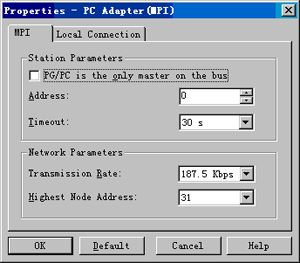 Properties - PC Adapter(MPI)
MPI Local Connection
Station Parameters
PG/PC is the only master on the bus
Address: 0
Timeout: 30 s
Network Parameters
Transmission Rate: 187.5 Kbps
Highest Node Address: 31
OK Default Cancel Help